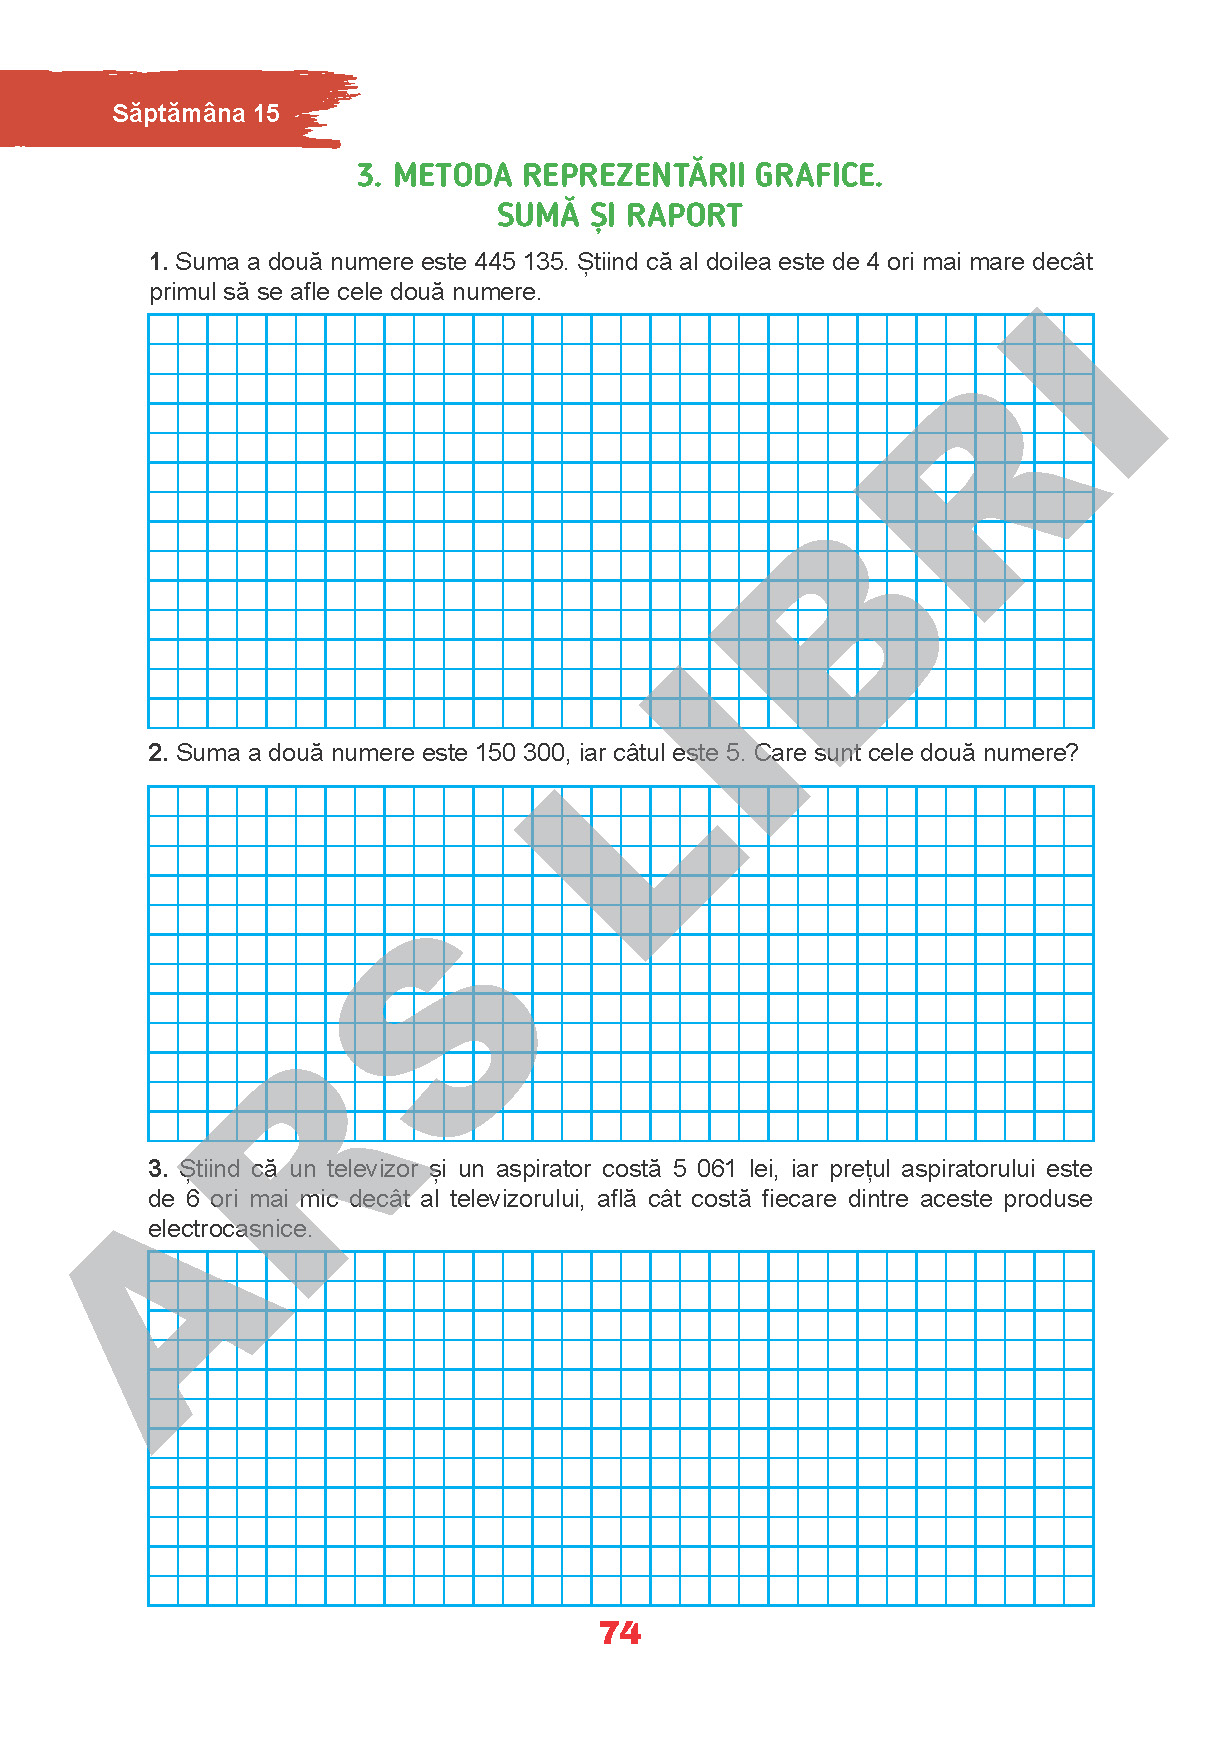 Săptămâna 15
3. METODA REPREZENTĂRII GRAFICE.
SUMĂ ȘI RAPORT
1. Suma a două numere este 445 135. Știind că al doilea este de 4 ori mai mare decât
primul să se afle cele două numere.
2. Suma a două numere este 150 300, iar câtul este 5. Care sunt cele două numere?
3. Știind că un televizor și un aspirator costă 5 061 lei, iar prețul aspiratorului este
de 6 ori mai mic decât al televizorului, află cât costă fiecare dintre aceste produse
electrocasnice.
ARS LIBRI
74